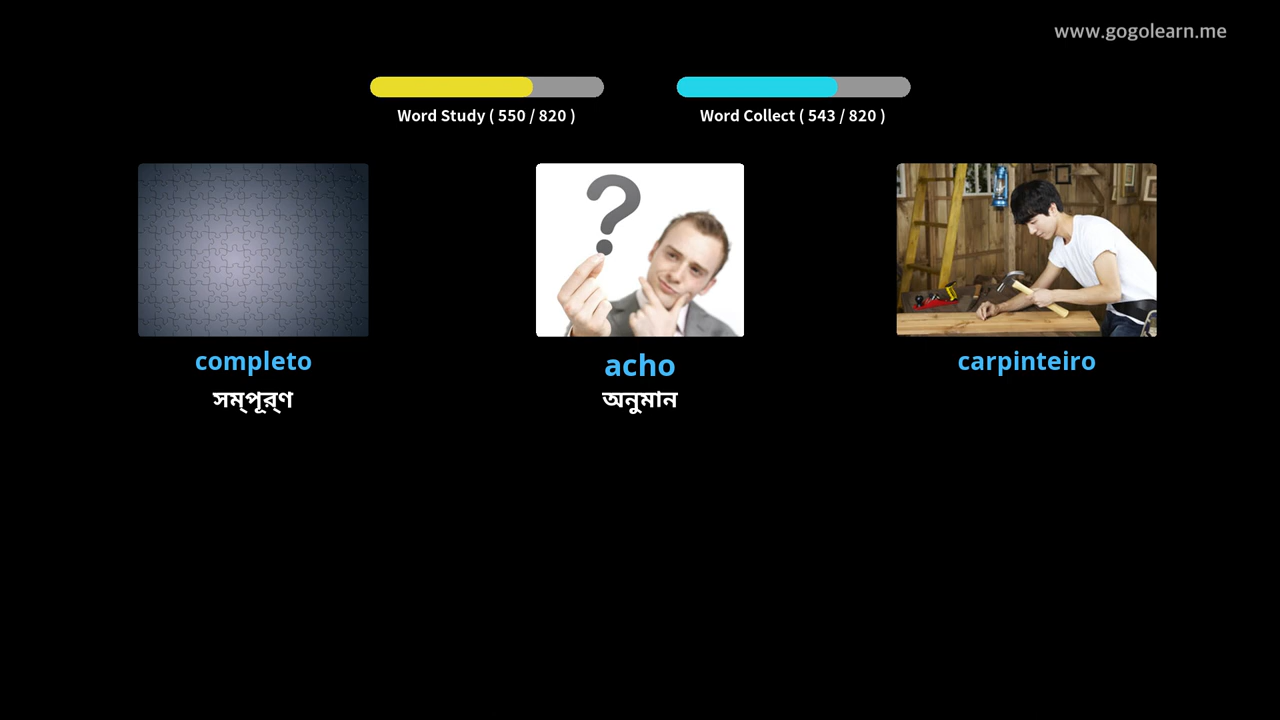 www.gogolearn.me
Word Study ( 550 / 820 )
Word Collect ( 543 / 820 )
completo
acho
carpinteiro
সম্পূর্ণ
অনুমান